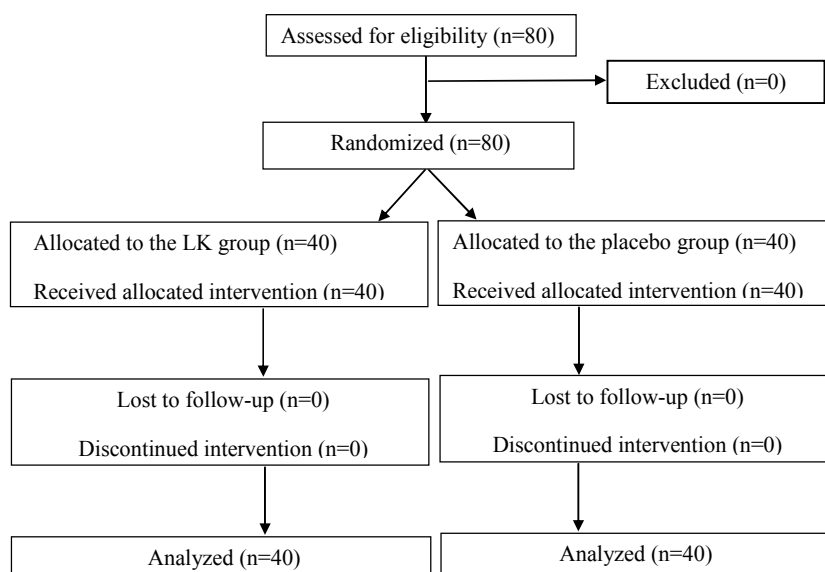 Assessed for eligibility (n=80)
Excluded (n=0)
Randomized (n=80)
Allocated to the LK group (n=40)
Received allocated intervention (n=40)
Allocated to the placebo group (n=40)
Received allocated intervention (n=40)
Lost to follow-up (n=0)
Discontinued intervention (n=0)
Lost to follow-up (n=0)
Discontinued intervention (n=0)
Analyzed (n=40)
Analyzed (n=40)